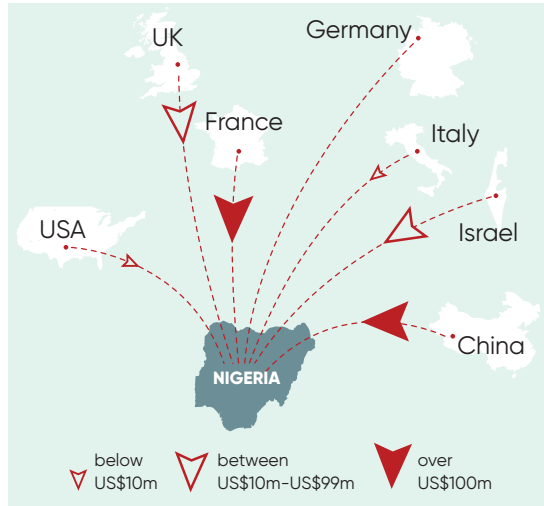 UK
Germany
France
Italy
USA
Israel
China
NIGERIA
below
US$10m
between
US$10m-US$99m
over
US$100m